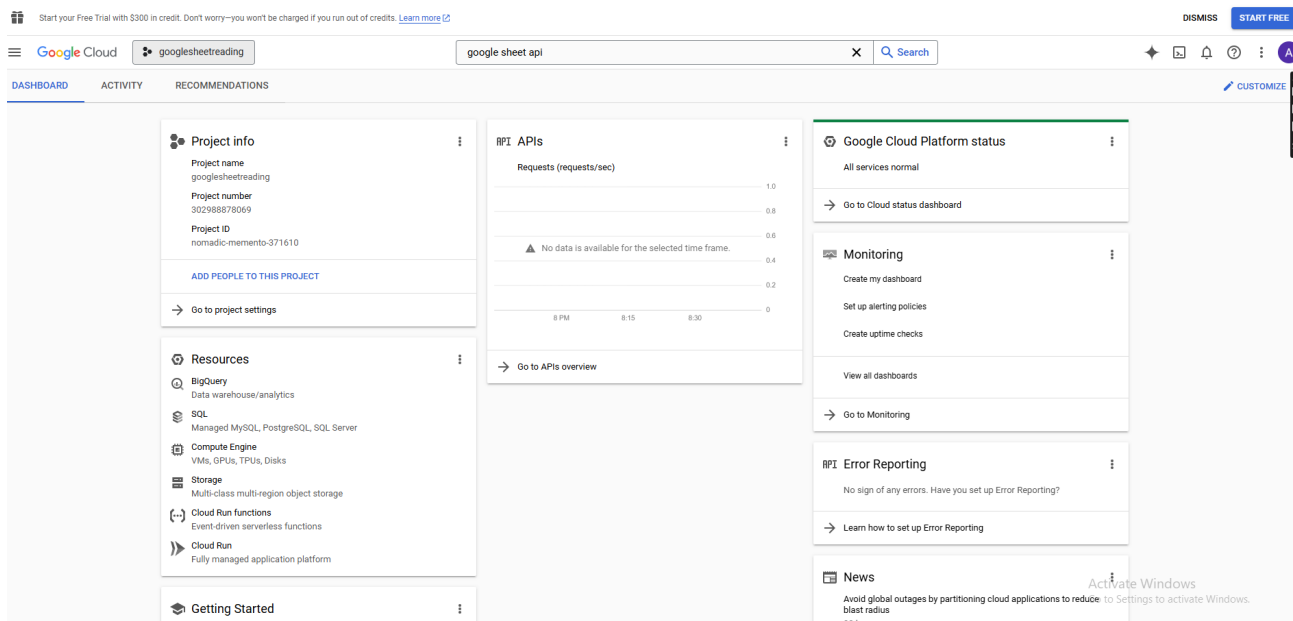 Start your Free Trial with $300 in credit. Don't worry—you won't be charged if you run out of credits. Learn more
DISMISS
START FREE
Google Cloud
googlesheetreading
google sheet api
Search
A
DASHBOARD
ACTIVITY
RECOMMENDATIONS
CUSTOMIZE
Project info
Project name
googlesheetreading
Project number
302988878069
Project ID
nomadic-memento-371610
ADD PEOPLE TO THIS PROJECT
Go to project settings
Resources
BigQuery
Data warehouse/analytics
SQL
Managed MySQL, PostgreSQL, SQL Server
Compute Engine
VMs, GPUs, TPUs, Disks
Storage
Multi-class multi-region object storage
Cloud Run functions
Event-driven serverless functions
Cloud Run
Fully managed application platform
Getting Started
API APIs
Requests (requests/sec)
1.0
0.8
0.6
No data is available for the selected time frame.
0.4
0.2
0
8 PM 8:15 8:30
Go to APIs overview
Google Cloud Platform status
All services normal
Go to Cloud status dashboard
Monitoring
Create my dashboard
Set up alerting policies
Create uptime checks
View all dashboards
Go to Monitoring
API Error Reporting
No sign of any errors. Have you set up Error Reporting?
Learn how to set up Error Reporting
News
Avoid global outages by partitioning cloud applications to reduce
blast radius
Activate Windows
Go to Settings to activate Windows.